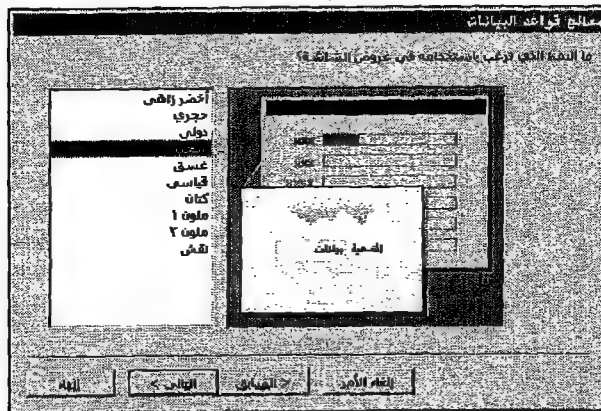 معالج قواعد البيانات
ما النمط الذي ترغب باستخدامه في عروض الشاشة؟
أخضر زاهي
حجري
دولي
غسق
قياسي
كتان
ملون ١
ملون ٢
نقش
بيانات
إلغاء الأمر
< السابق
التالي >
إنهاء